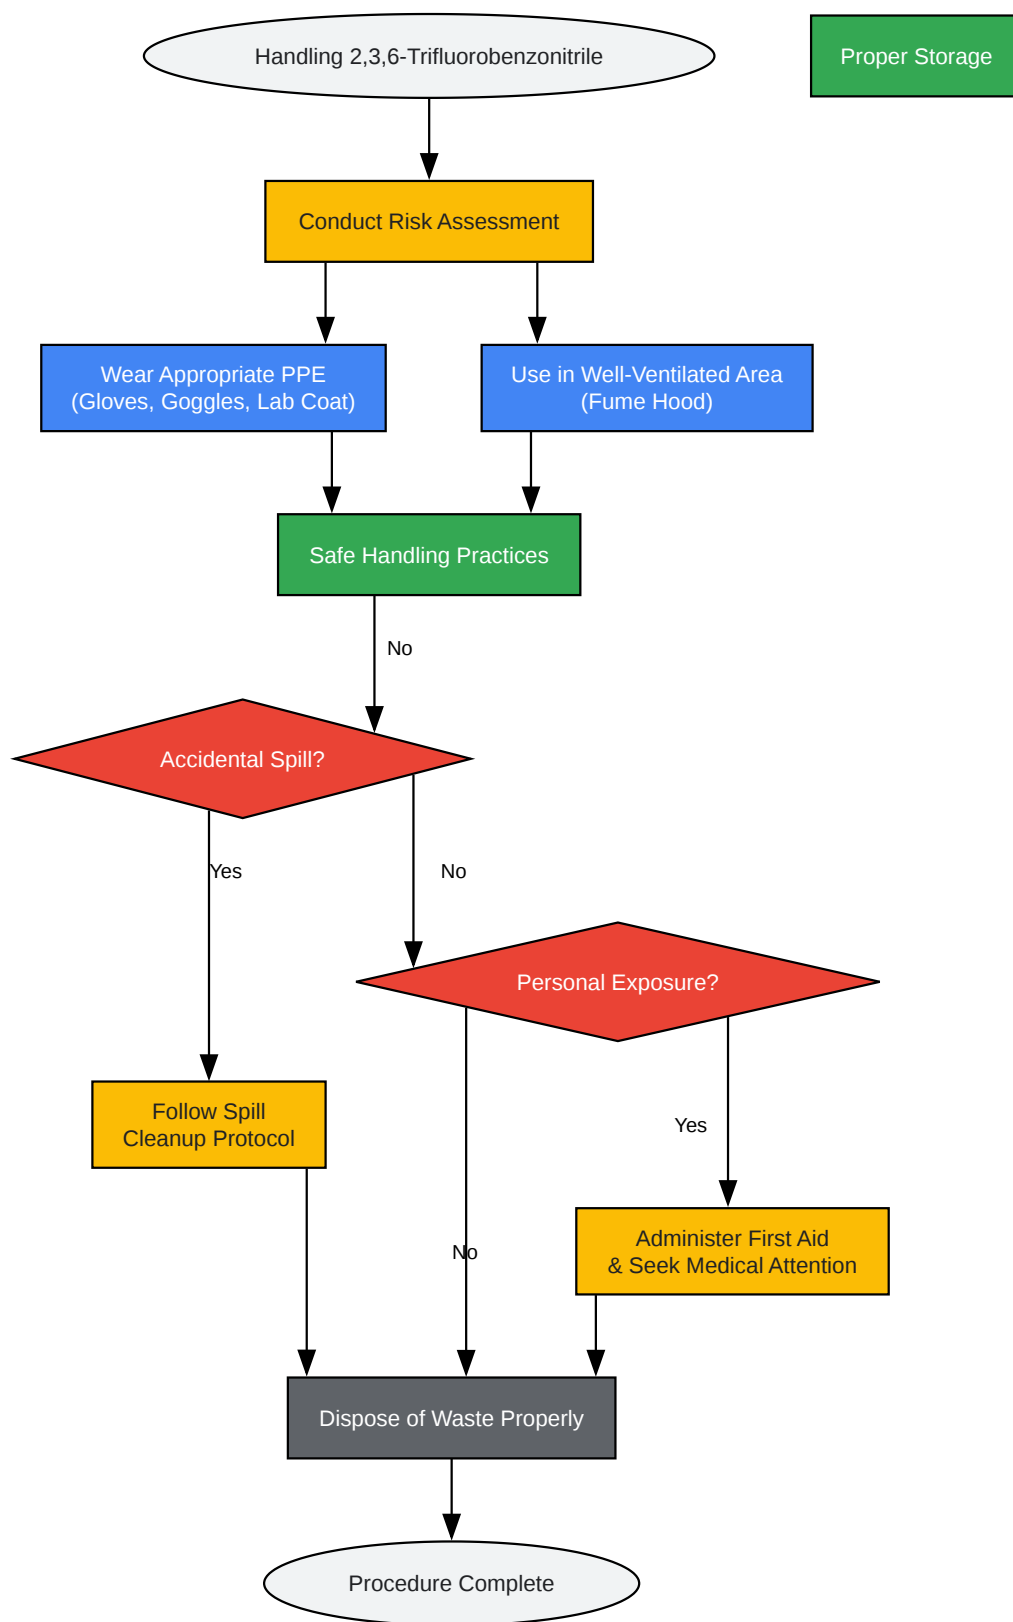 Handling 2,3,6-Trifluorobenzonitrile
Proper Storage
Conduct Risk Assessment
Wear Appropriate PPE
(Gloves, Goggles, Lab Coat)
Use in Well-Ventilated Area
(Fume Hood)
Safe Handling Practices
No
Accidental Spill?
Yes
No
Personal Exposure?
Follow Spill
Cleanup Protocol
Yes
No
Administer First Aid
& Seek Medical Attention
Dispose of Waste Properly
Procedure Complete